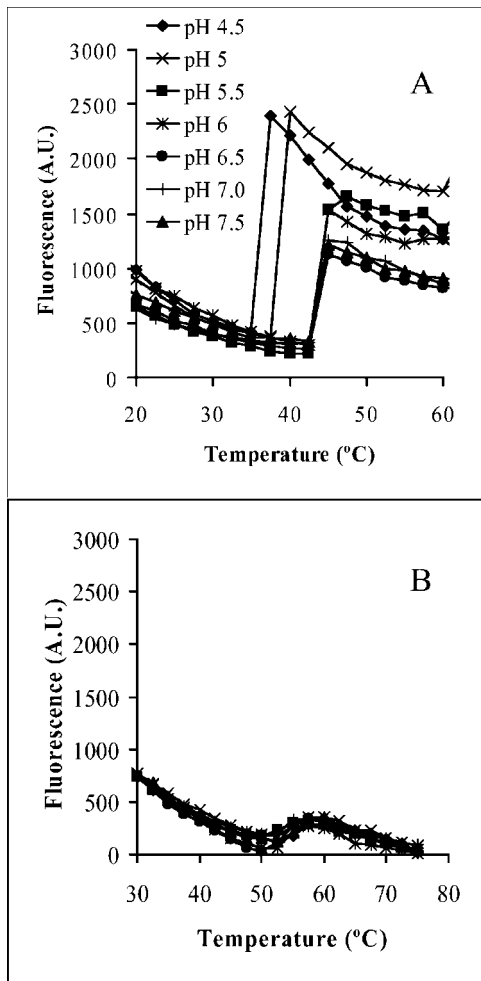 pH 4.5
pH 5
pH 5.5
pH 6
pH 6.5
pH 7.0
pH 7.5
A
3000
2500
2000
1500
1000
500
0
Fluorescence (A.U.)
20 30 40 50 60
Temperature (ºC)
B
3000
2500
2000
1500
1000
500
0
Fluorescence (A.U.)
30 40 50 60 70 80
Temperature (ºC)